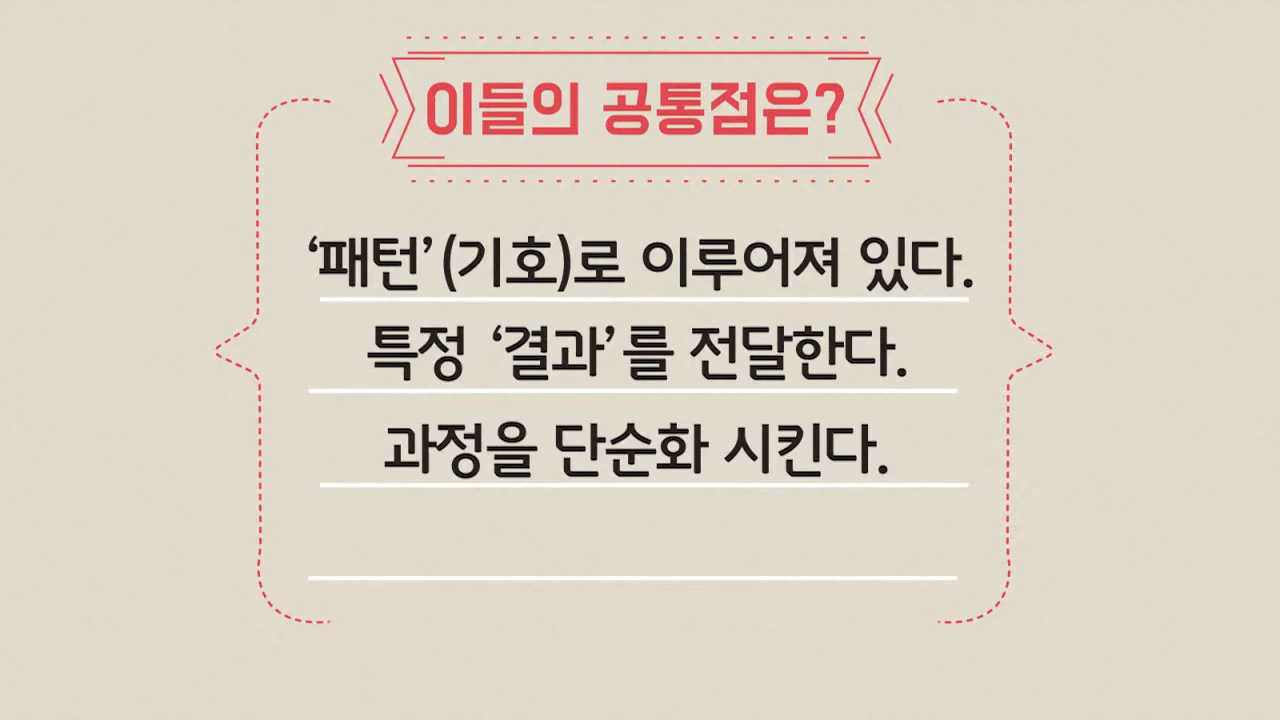 이들의 공통점은?
‘패턴’(기호)로 이루어져 있다.
특정 ‘결과’를 전달한다.
과정을 단순화 시킨다.